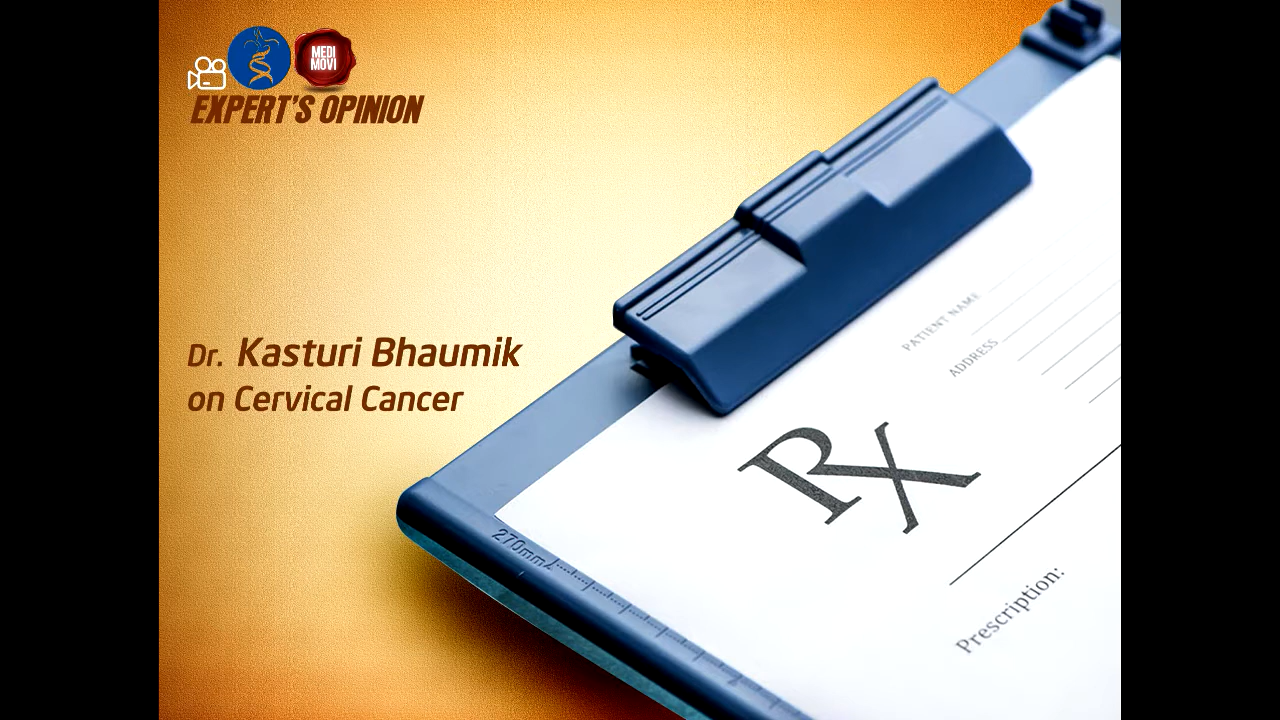 MEDI
MOVI
EXPERT'S OPINION
Dr. Kasturi Bhaumik
on Cervical Cancer
PATIENT NAME
ADDRESS
Rx
270mm
Prescription: